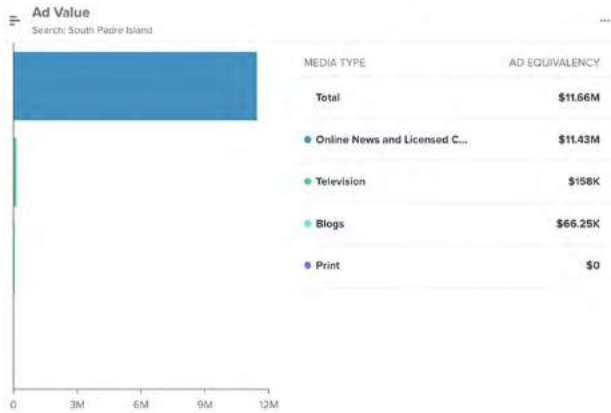 Ad Value
Search: South Padre Island
MEDIA TYPE AD EQUIVALENCY
Total $11.66M
Online News and Licensed C... $11.43M
Television $158K
Blogs $66.25K
Print $0
0 3M 6M 9M 12M